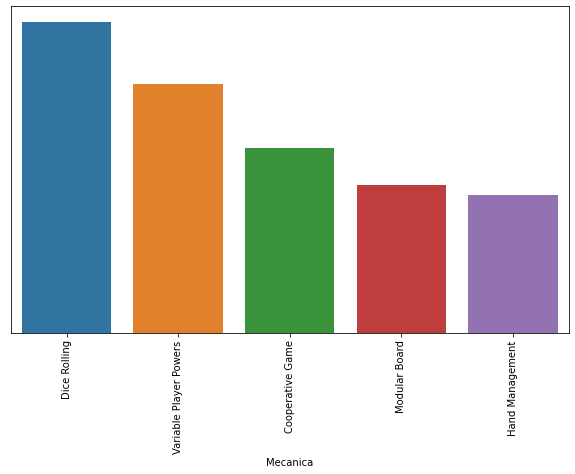 Dice Rolling
Variable Player Powers
Cooperative Game
Modular Board
Hand Management
Mecanica